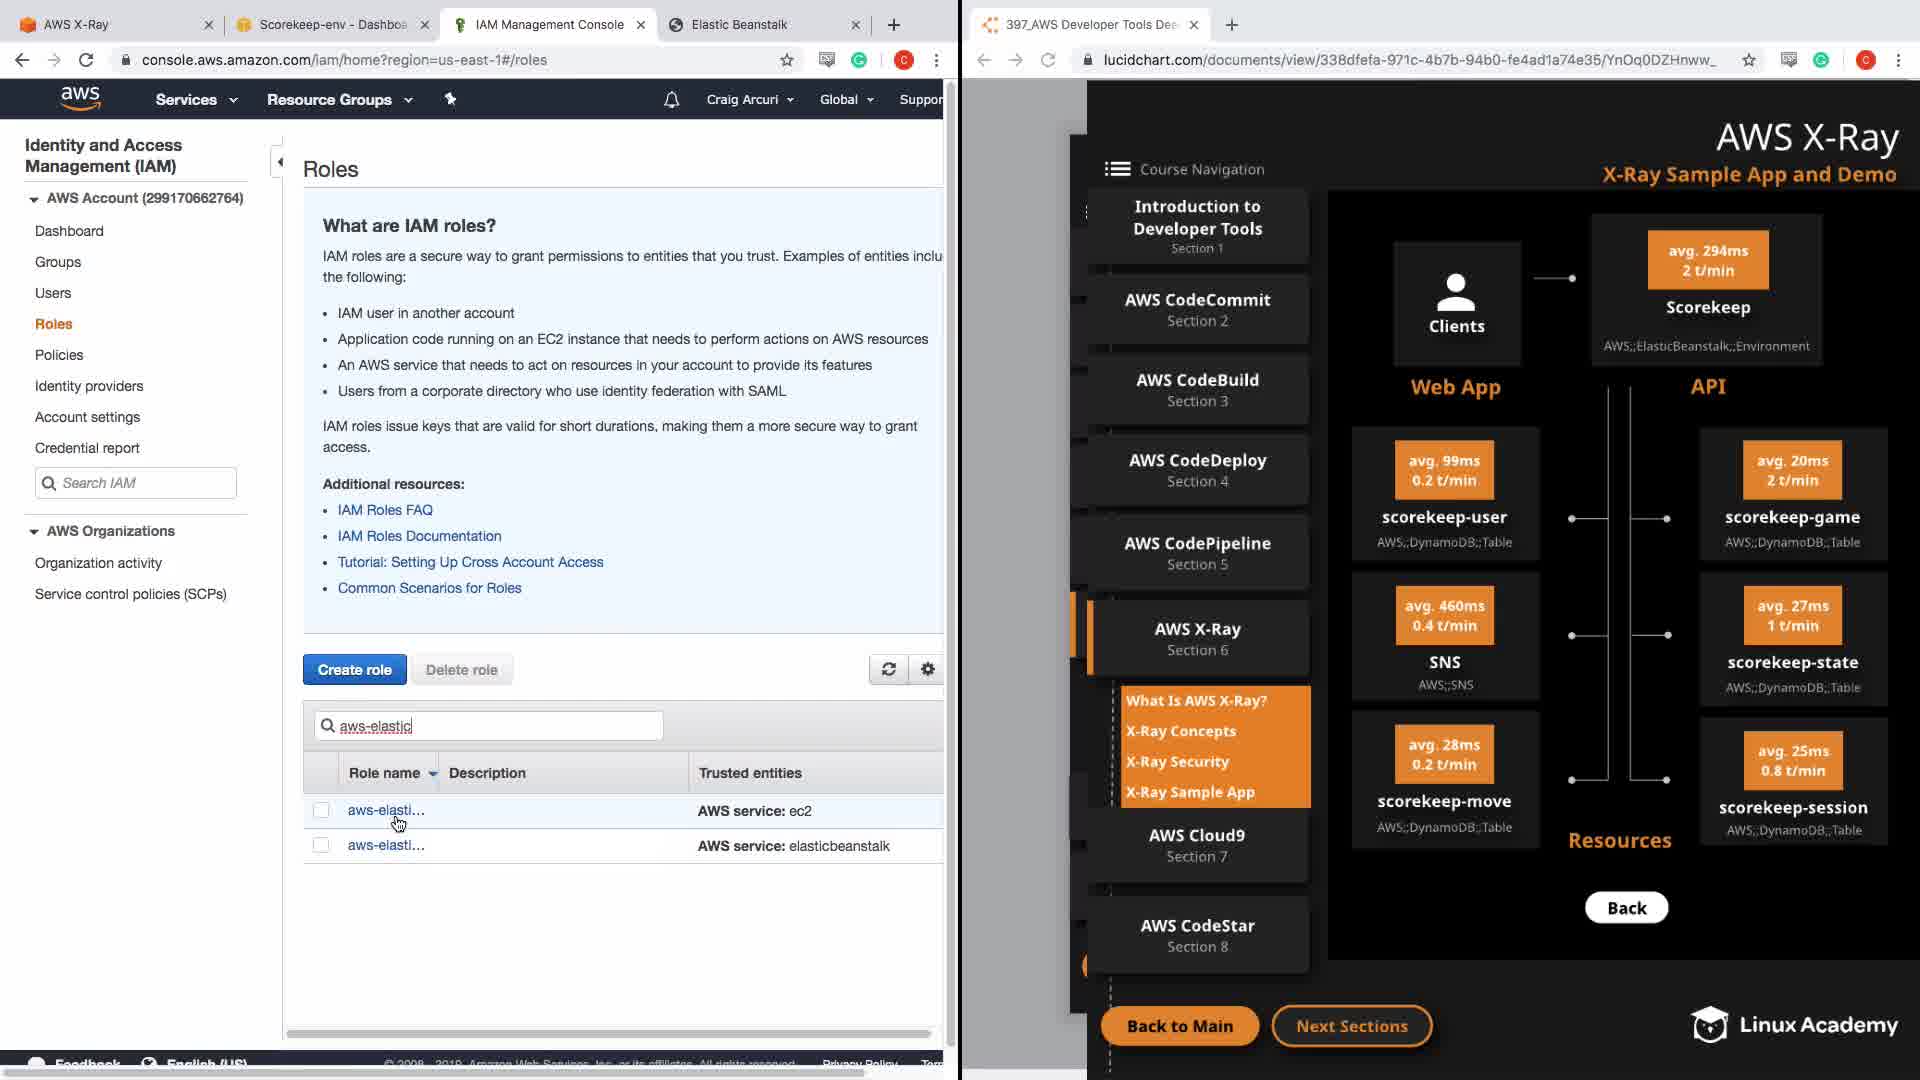 AWS X-Ray
Scorekeep-env - Dashboa
IAM Management Console
Elastic Beanstalk
console.aws.amazon.com/iam/home?region=us-east-1#/roles
aws
Services
Resource Groups
Craig Arcuri
Global
Suppor
Identity and Access
Management (IAM)
AWS Account (299170662764)
Dashboard
Groups
Users
Roles
Policies
Identity providers
Account settings
Credential report
Search IAM
AWS Organizations
Organization activity
Service control policies (SCPs)
Roles
What are IAM roles?
IAM roles are a secure way to grant permissions to entities that you trust. Examples of entities inclu
the following:
IAM user in another account
Application code running on an EC2 instance that needs to perform actions on AWS resources
An AWS service that needs to act on resources in your account to provide its features
Users from a corporate directory who use identity federation with SAML
IAM roles issue keys that are valid for short durations, making them a more secure way to grant
access.
Additional resources:
IAM Roles FAQ
IAM Roles Documentation
Tutorial: Setting Up Cross Account Access
Common Scenarios for Roles
Create role
Delete role
aws-elastic
Role name
Description
Trusted entities
aws-elasti...
AWS service: ec2
aws-elasti...
AWS service: elasticbeanstalk
Feedback
English (US)
© 2008 - 2019, Amazon Web Services, Inc. or its affiliates. All rights reserved.
Privacy Policy
397_AWS Developer Tools Dee
lucidchart.com/documents/view/338dfefa-971c-4b7b-94b0-fe4ad1a74e35/YnOq0DZHnww_
C
C
AWS X-Ray
X-Ray Sample App and Demo
Course Navigation
Introduction to
Developer Tools
Section 1
AWS CodeCommit
Section 2
AWS CodeBuild
Section 3
AWS CodeDeploy
Section 4
AWS CodePipeline
Section 5
AWS X-Ray
Section 6
What Is AWS X-Ray?
X-Ray Concepts
X-Ray Security
X-Ray Sample App
AWS Cloud9
Section 7
AWS CodeStar
Section 8
Clients
Web App
avg. 294ms
2 t/min
Scorekeep
AWS;;ElasticBeanstalk;;Environment
API
avg. 99ms
0.2 t/min
scorekeep-user
AWS;;DynamoDB;;Table
avg. 20ms
2 t/min
scorekeep-game
AWS;;DynamoDB;;Table
avg. 460ms
0.4 t/min
SNS
AWS;;SNS
avg. 27ms
1 t/min
scorekeep-state
AWS;;DynamoDB;;Table
avg. 28ms
0.2 t/min
scorekeep-move
AWS;;DynamoDB;;Table
avg. 25ms
0.8 t/min
scorekeep-session
AWS;;DynamoDB;;Table
Resources
Back
Back to Main
Next Sections
Linux Academy